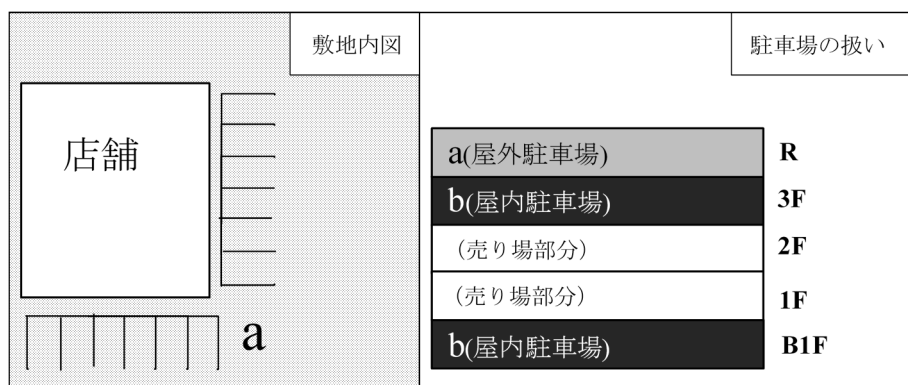 敷地内図
店舗
a
駐車場の扱い
a(屋外駐車場)
R
b(屋内駐車場)
3F
(売り場部分)
2F
(売り場部分)
1F
b(屋内駐車場)
B1F